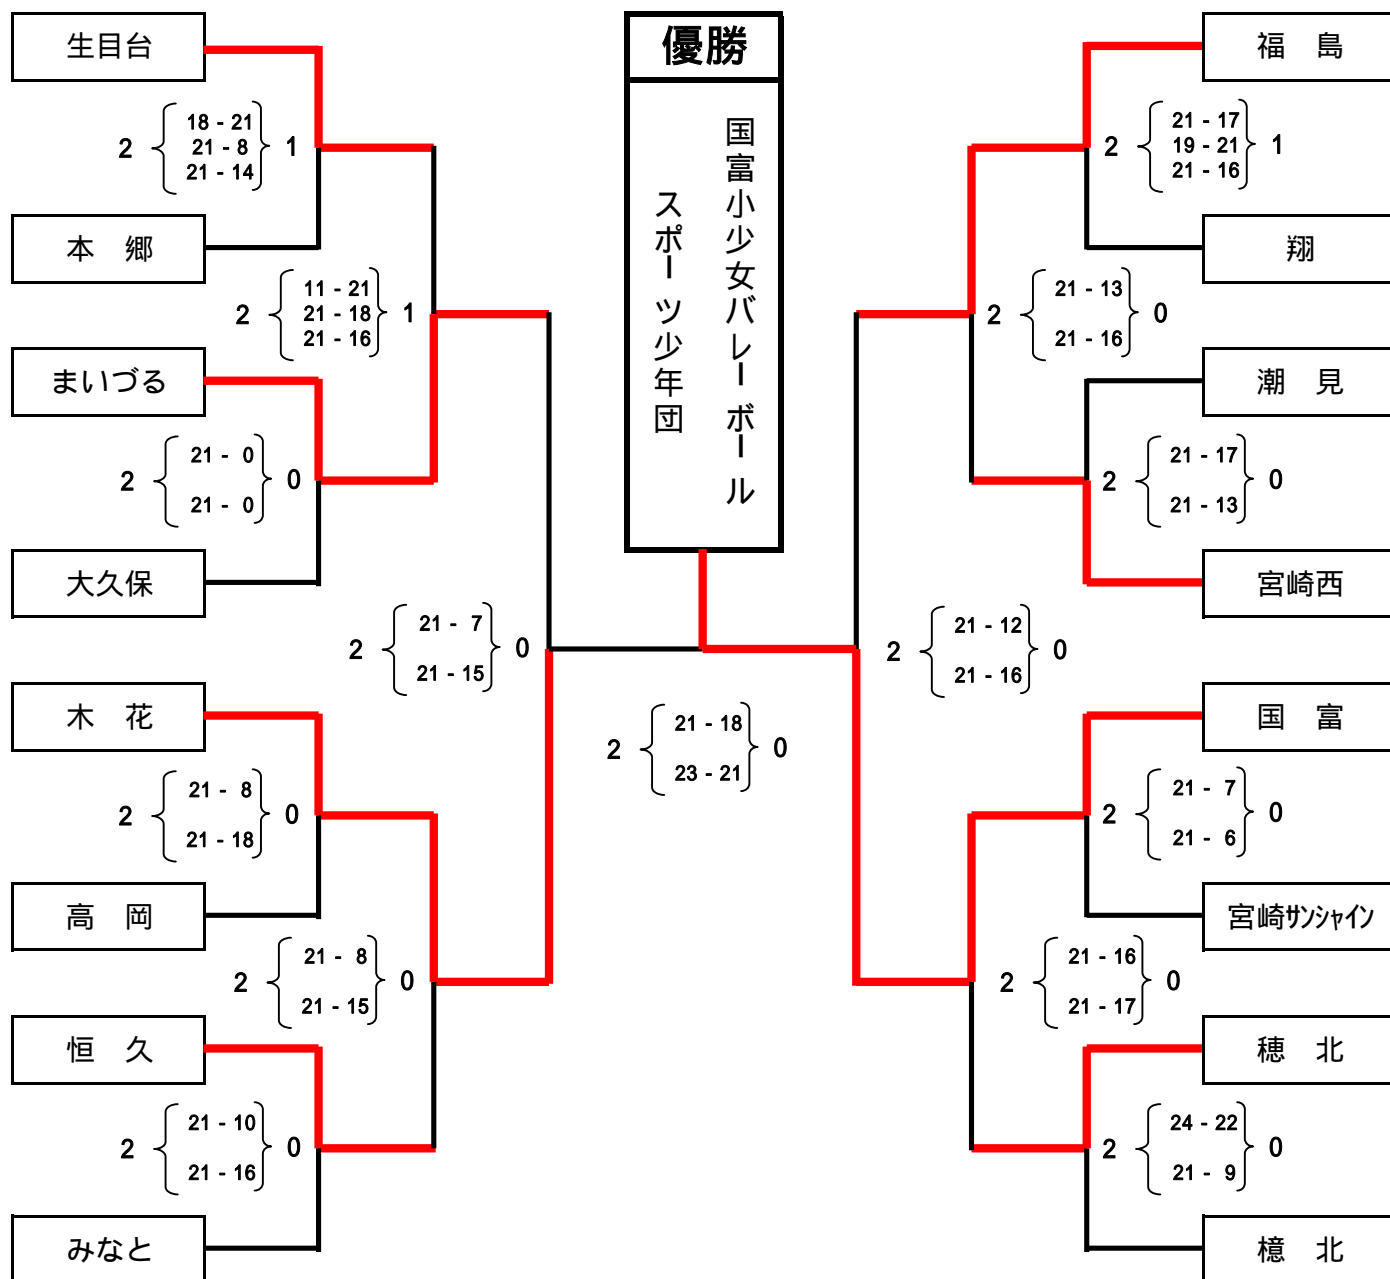 優勝
国富小少女バレーボール
スポーツ少年団
生目台
2 18 - 21 1
21 - 8
21 - 14
本　郷
2 11 - 21 1
21 - 18
21 - 16
まいづる
2 21 - 0 0
21 - 0
大久保
2 21 - 7 0
21 - 15
木　花
2 21 - 8 0
21 - 18
高　岡
2 21 - 8 0
21 - 15
恒　久
2 21 - 10 0
21 - 16
みなと
2 21 - 18 0
23 - 21
福　島
2 21 - 17 1
19 - 21
21 - 16
翔
2 21 - 13 0
21 - 16
潮　見
2 21 - 17 0
21 - 13
宮崎西
2 21 - 12 0
21 - 16
国　富
2 21 - 7 0
21 - 6
宮崎ｻﾝｼｬｲﾝ
2 21 - 16 0
21 - 17
穂　北
2 24 - 22 0
21 - 9
檍　北